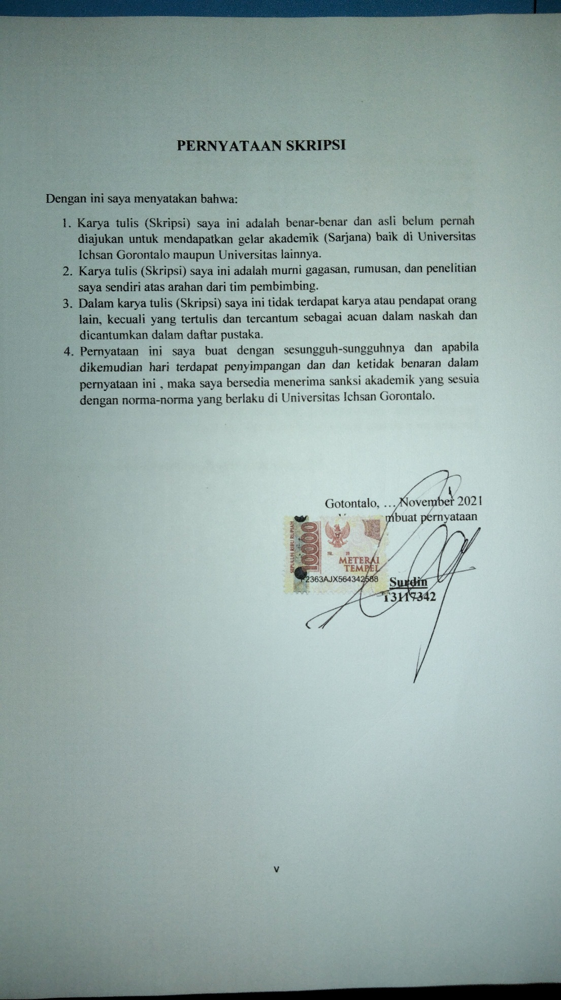 PERNYATAAN SKRIPSI
Dengan ini saya menyatakan bahwa:
1. Karya tulis (Skripsi) saya ini adalah benar-benar dan asli belum pernah
diajukan untuk mendapatkan gelar akademik (Sarjana) baik di Universitas
Ichsan Gorontalo maupun Universitas lainnya.
2. Karya tulis (Skripsi) saya ini adalah murni gagasan, rumusan, dan penelitian
saya sendiri atas arahan dari tim pembimbing.
3. Dalam karya tulis (Skripsi) saya ini tidak terdapat karya atau pendapat orang
lain, kecuali yang tertulis dan tercantum sebagai acuan dalam naskah dan
dicantumkan dalam daftar pustaka.
4. Pernyataan ini saya buat dengan sesungguh-sungguhnya dan apabila
dikemudian hari terdapat penyimpangan dan dan ketidak benaran dalam
pernyataan ini , maka saya bersedia menerima sanksi akademik yang sesuia
dengan norma-norma yang berlaku di Universitas Ichsan Gorontalo.
Gotontalo, ... November 2021
mbuat pernyataan
SEPULUH RIBU RUPIAH
10000
TGL. 20
METERAI
TEMPEL
2363AJX564342588
Surdin
T3117342
v